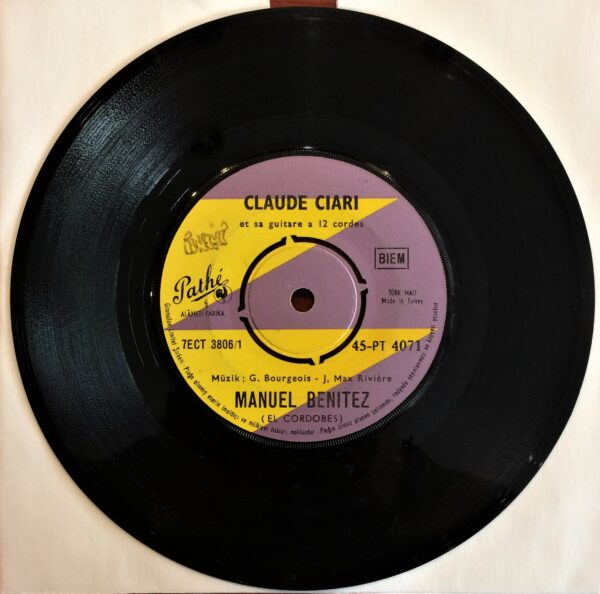 CLAUDE CIARI
et sa guitare a 12 cordes
BIEM
Pathé
ALÂMETİ FARİKA
TÜRK MALI
Made in Turkey
7ECT 3806/1
45-PT 4071
Müzik: G. Bourgeois - J. Max Rivière
MANUEL BENITEZ
(EL CORDOBES)